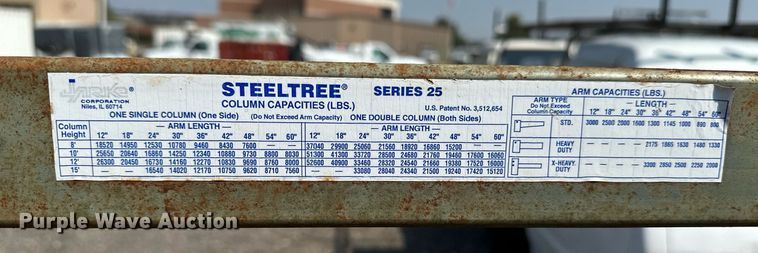 JARKE
CORPORATION
Niles, IL 60714
STEELTREE® SERIES 25
COLUMN CAPACITIES (LBS.)
U.S. Patent No. 3,512,654
ONE SINGLE COLUMN (One Side) (Do Not Exceed Arm Capacities) ONE DOUBLE COLUMN (Both Sides)
Column Height
— ARM LENGTH — — ARM LENGTH —
12" 18" 24" 30" 36" 42" 48" 54" 60" 12" 18" 24" 30" 36" 42" 48" 54" 60"
8' 18520 14950 12530 10780 9460 8430 7600 37040 29900 25060 21560 18920 16860 15200
10' 25650 20640 16860 14250 12340 10880 9730 8800 8030 51300 41300 33720 28500 24680 21760 19460 17600 16060
12' 26300 20450 16730 14160 12270 10830 9690 8760 8000 52600 40900 33460 28320 24540 21660 19380 17520 16000
15' 16540 14020 12170 10750 9620 8710 7560 33080 28040 24340 21500 19240 17420 15120
ARM CAPACITIES (LBS.)
ARM TYPE
Do Not Exceed
Column Capacity
— LENGTH —
12" 18" 24" 30" 36" 42" 48" 54" 60"
STD. 3000 2500 2000 1600 1300 1145 1000 890 800
HEAVY DUTY 2175 1865 1630 1480 1330
X-HEAVY DUTY 3300 2850 2500 2250 2000
Purple Wave Auction